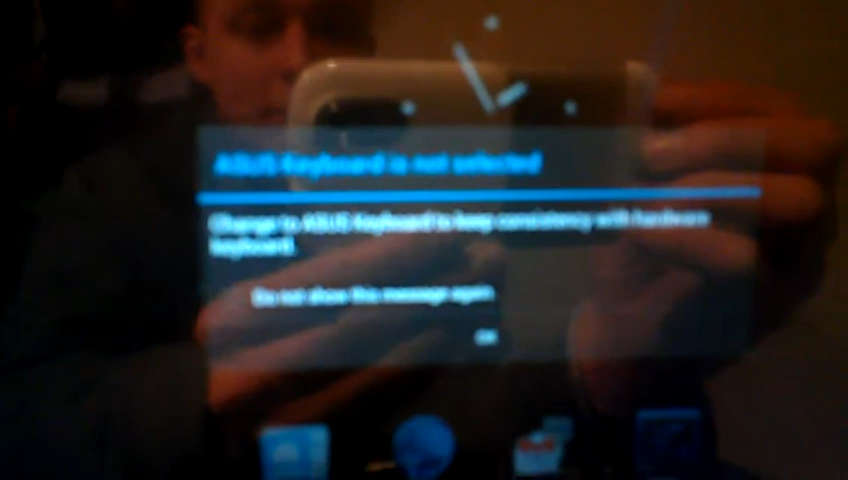 ASUS Keyboard is not selected
Change to ASUS Keyboard to keep consistency with hardware
keyboard.
Do not show this message again.
OK